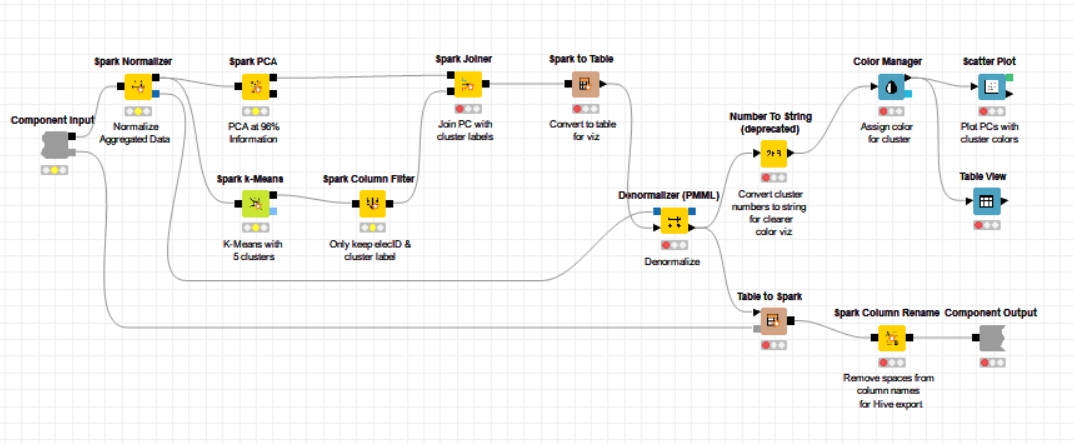 Spark Normalizer
Normalize
Aggregated Data
Spark PCA
PCA at 96%
Information
Spark Joiner
Join PC with
cluster labels
Spark to Table
Convert to table
for viz
Color Manager
Assign color
for cluster
Scatter Plot
Plot PCs with
cluster colors
Component Input
Number To String
(deprecated)
Convert cluster
numbers to string
for clearer
color viz
Spark k-Means
K-Means with
5 clusters
Spark Column Filter
Only keep elecID &
cluster label
Denormalizer (PMML)
Denormalize
Table View
Table to Spark
Spark Column Rename
Remove spaces from
column names
for Hive export
Component Output